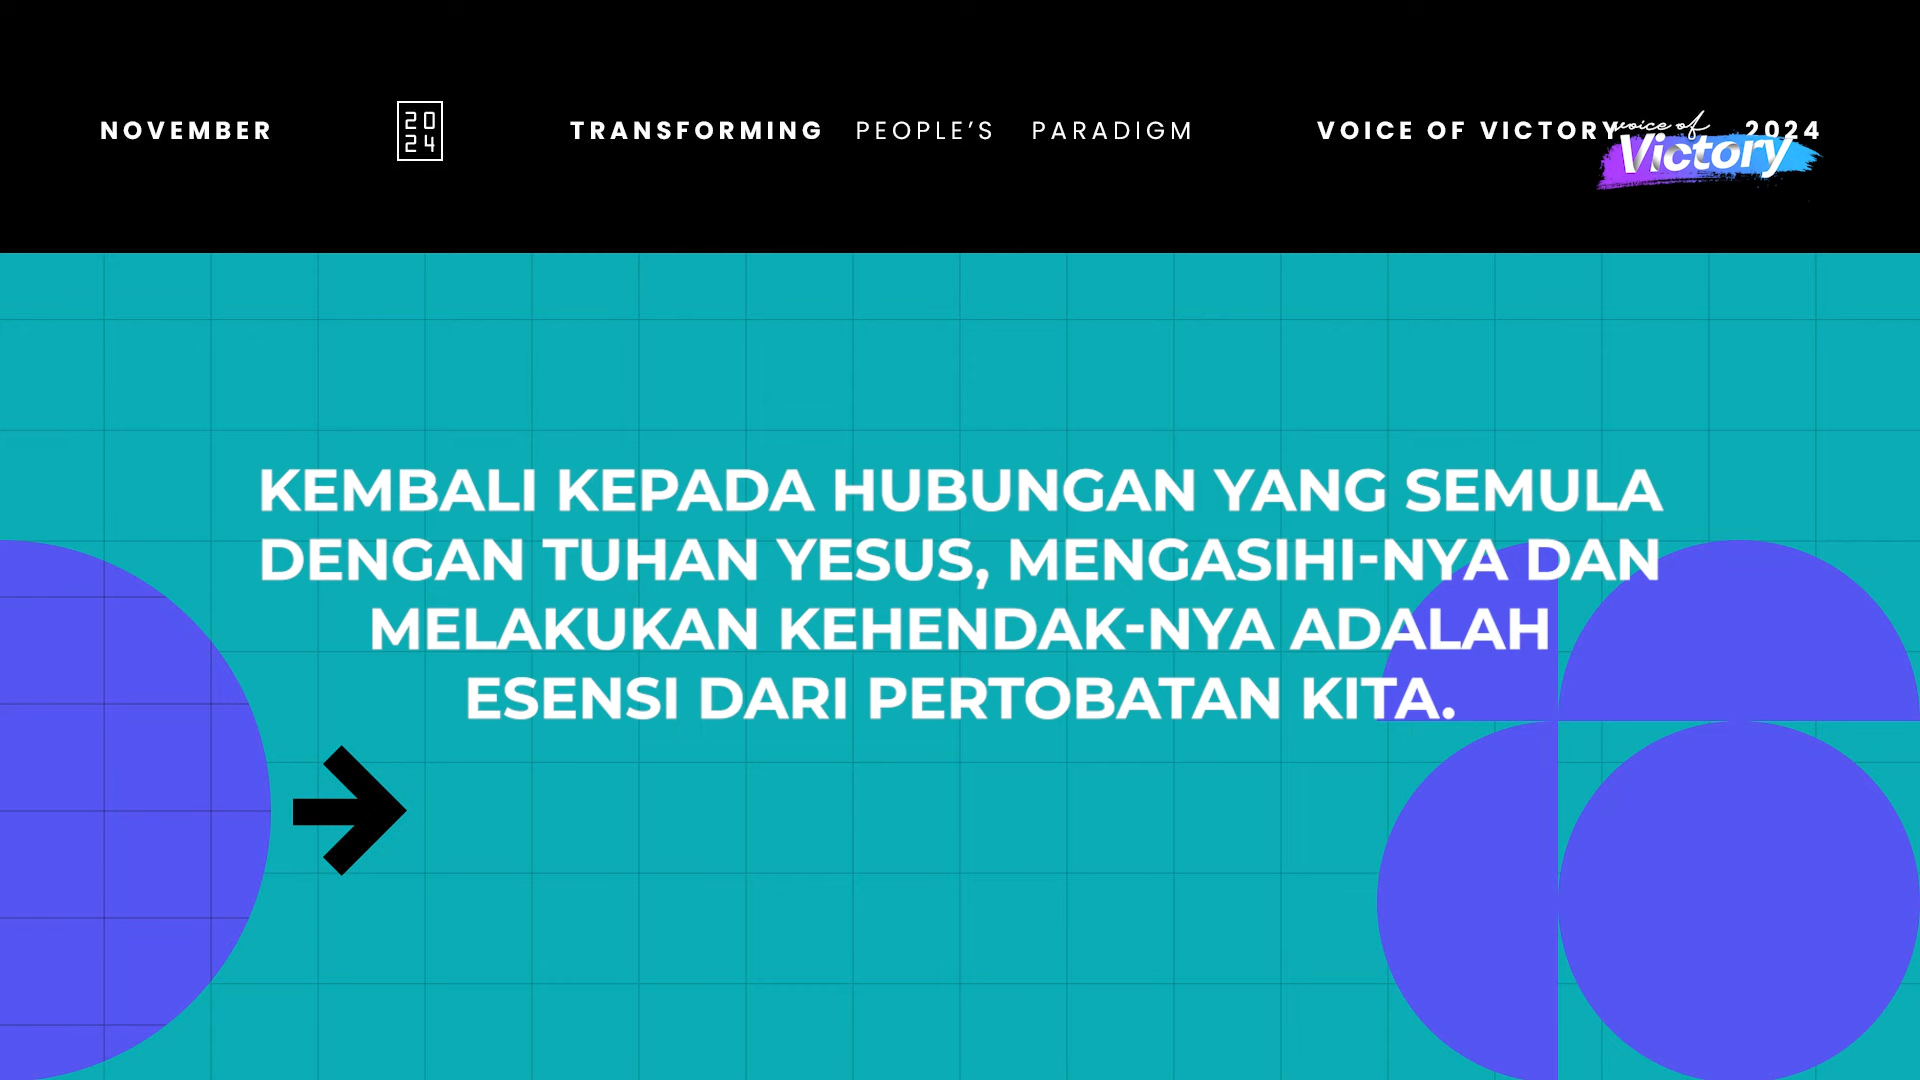 NOVEMBER
20
24
TRANSFORMING PEOPLE'S PARADIGM
VOICE OF VICTORY 2024
voice of
Victory
KEMBALI KEPADA HUBUNGAN YANG SEMULA
DENGAN TUHAN YESUS, MENGASIHI-NYA DAN
MELAKUKAN KEHENDAK-NYA ADALAH
ESENSI DARI PERTOBATAN KITA.